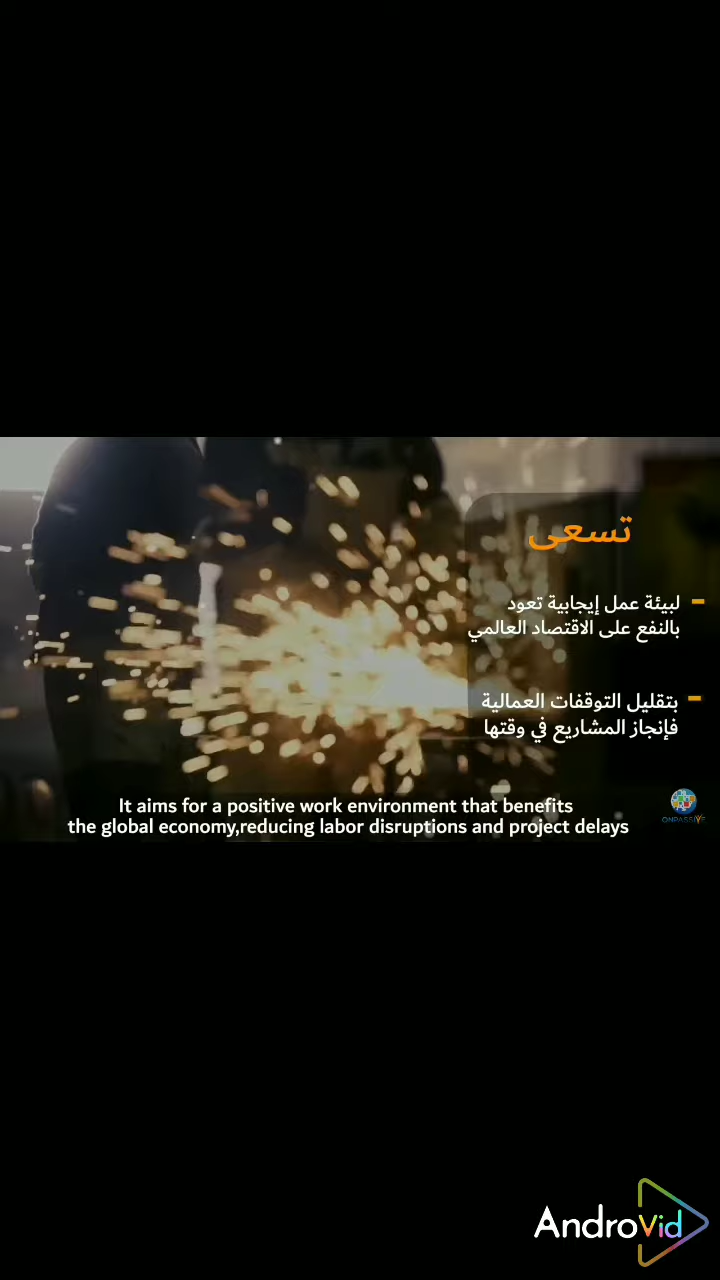 تسعى
لبيئة عمل إيجابية تعود
بالنفع على الاقتصاد العالمي
بتقليل التوقفات العمالية
فإنجاز المشاريع في وقتها
It aims for a positive work environment that benefits
the global economy,reducing labor disruptions and project delays
ONPASSIVE
AndroVid